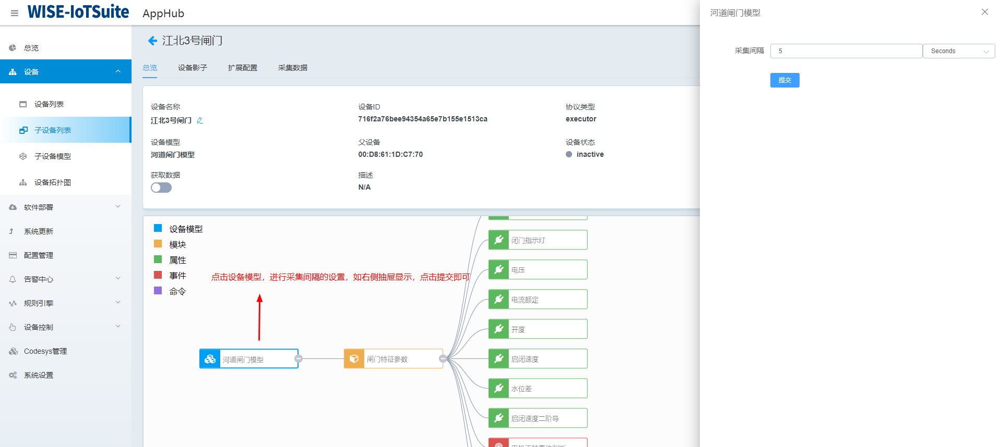 WISE-IoTSuite
AppHub
总览
设备
设备列表
子设备列表
子设备模型
设备拓扑图
软件部署
系统更新
配置管理
告警中心
规则引擎
设备控制
Codesys管理
系统设置
江北3号闸门
总览 设备影子 扩展配置 采集数据
设备名称 设备ID 协议类型
江北3号闸门 716f2a76bee94354a65e7b155e1513ca executor
设备模型 父设备 设备状态
河道闸门模型 00:D8:61:1D:C7:70 inactive
获取数据 描述
N/A
设备模型
模块
属性
事件
命令
点击设备模型，进行采集间隔的设置，如右侧抽屉显示，点击提交即可
河道闸门模型
闸门特征参数
闭门指示灯
电压
电流额定
开度
启闭速度
水位差
启闭速度二阶导
河道闸门模型
采集间隔 5 Seconds
提交